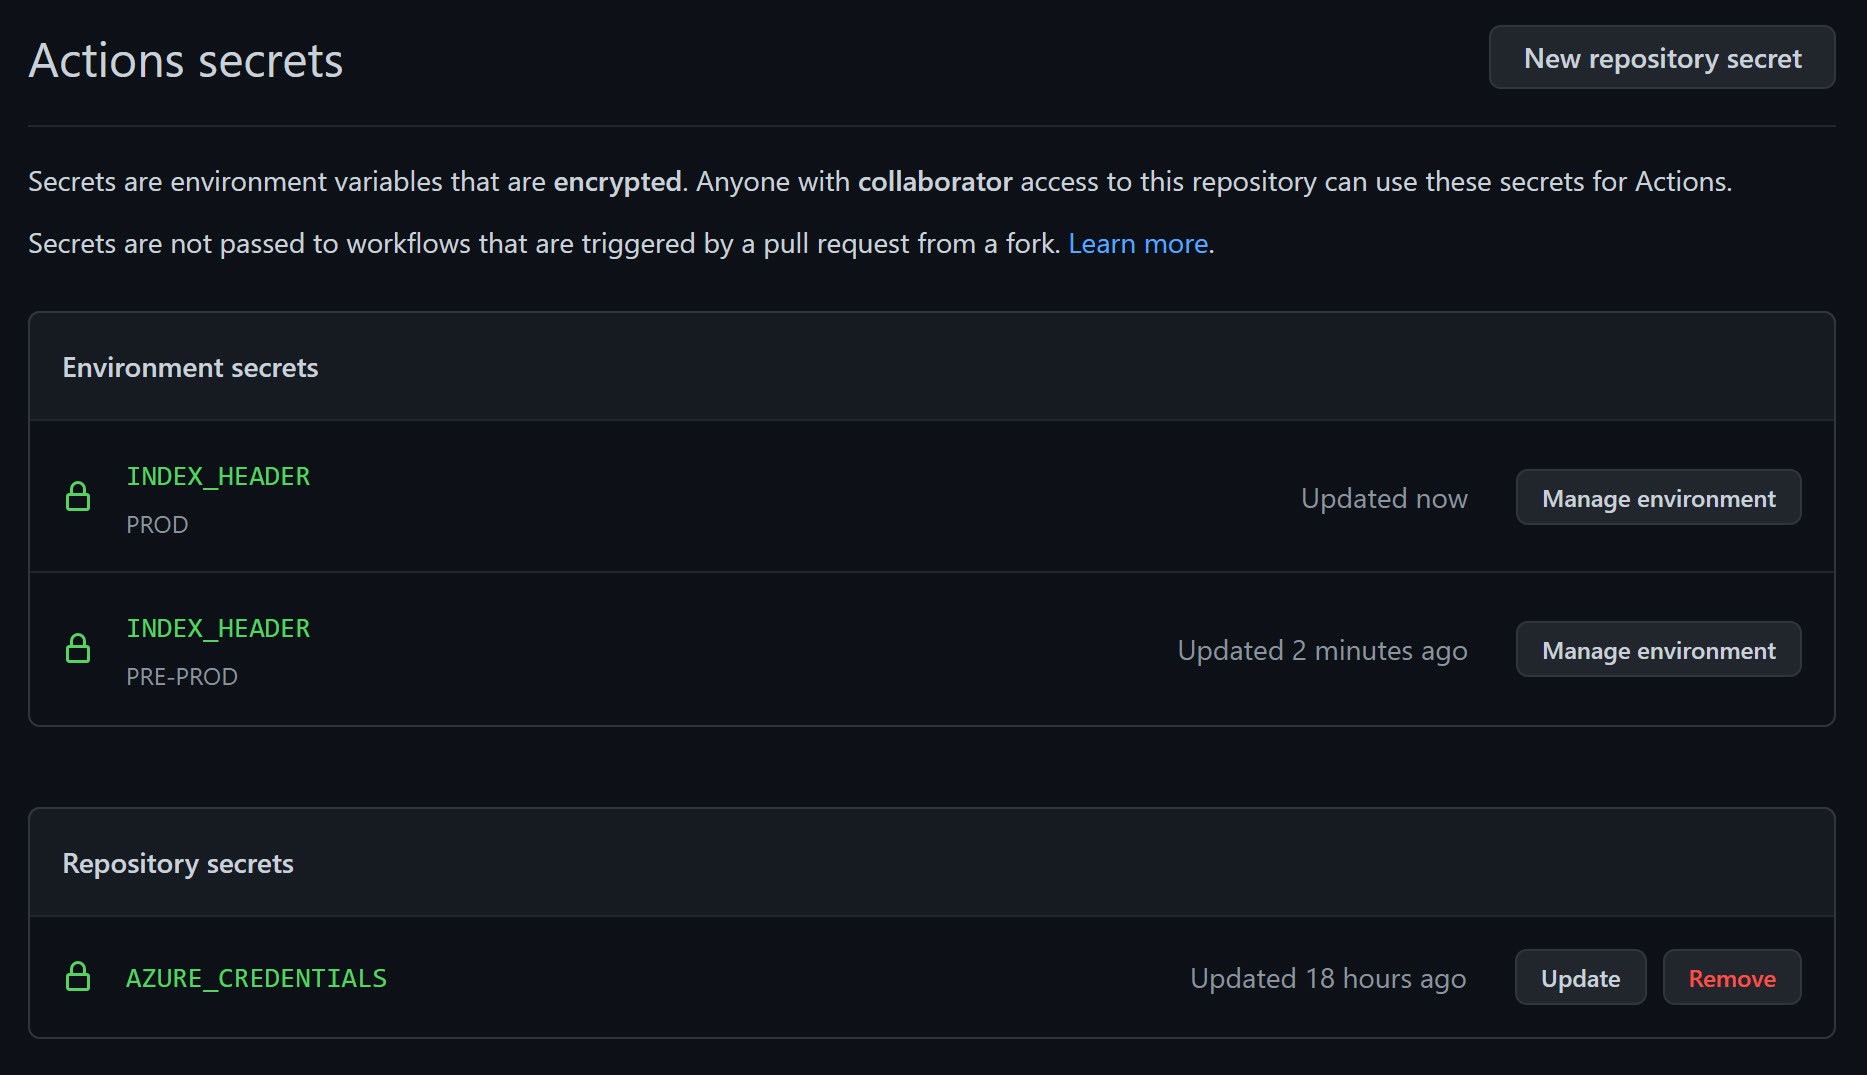 Actions secrets
New repository secret
Secrets are environment variables that are encrypted. Anyone with collaborator access to this repository can use these secrets for Actions.
Secrets are not passed to workflows that are triggered by a pull request from a fork. Learn more.
Environment secrets
INDEX_HEADER
PROD
Updated now
Manage environment
INDEX_HEADER
PRE-PROD
Updated 2 minutes ago
Manage environment
Repository secrets
AZURE_CREDENTIALS
Updated 18 hours ago
Update
Remove